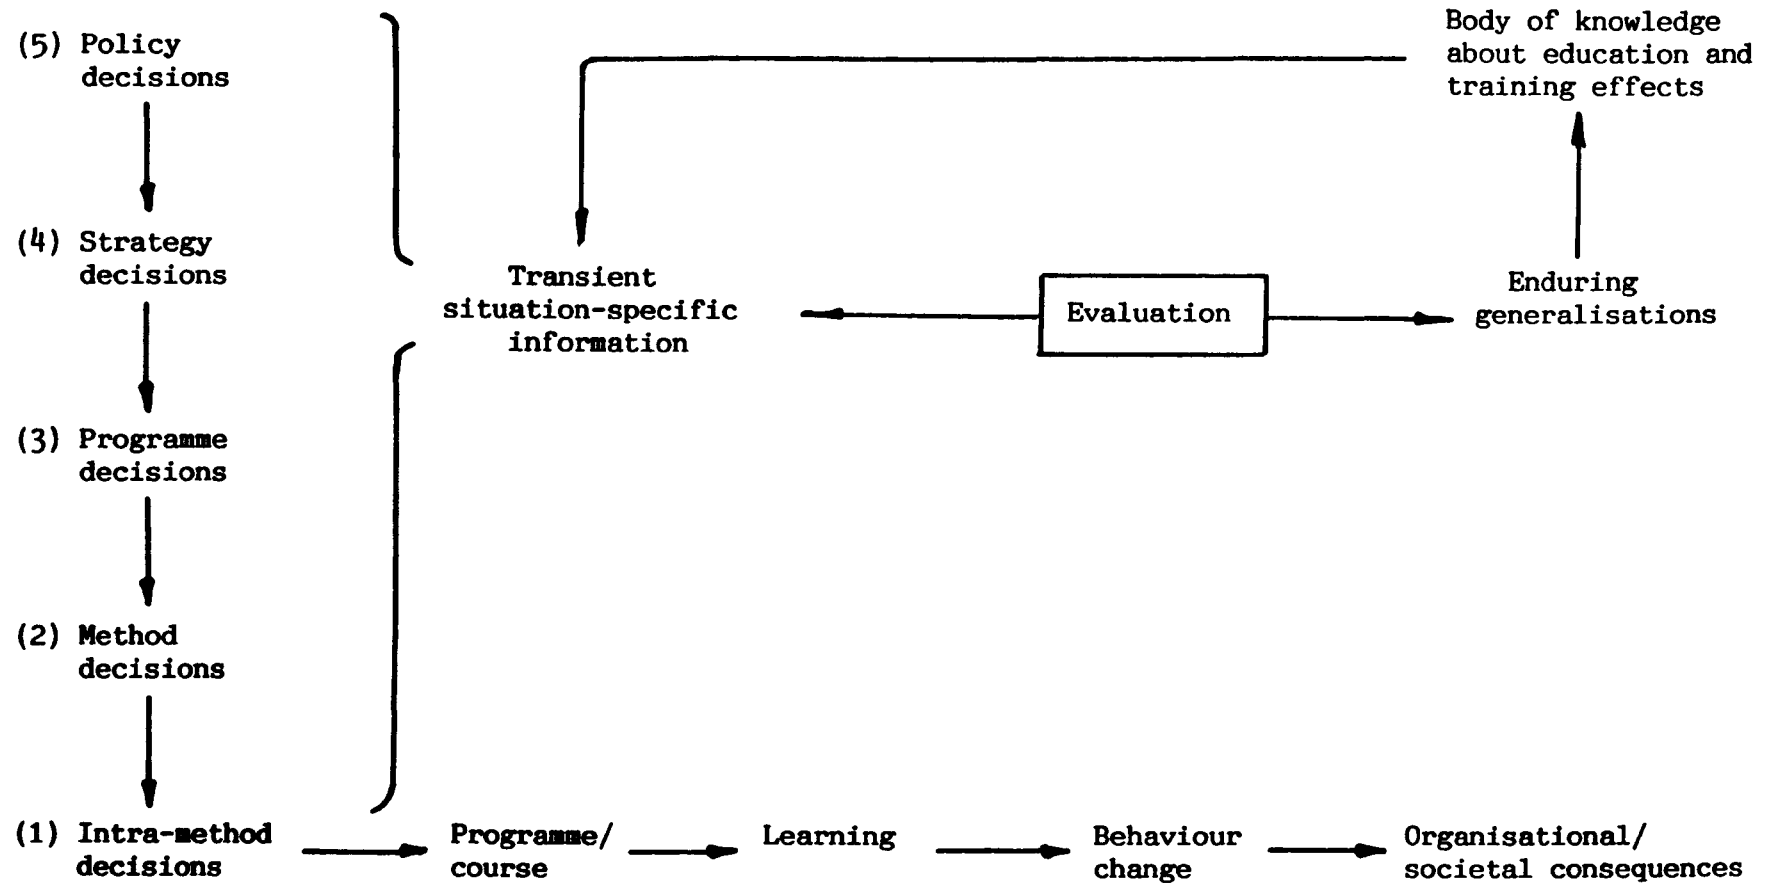 (5) Policy
decisions
Body of knowledge
about education and
training effects
(4) Strategy
decisions
Transient
situation-specific
information
Evaluation
Enduring
generalisations
(3) Programme
decisions
(2) Method
decisions
(1) Intra-method
decisions
Programme/
course
Learning
Behaviour
change
Organisational/
societal consequences